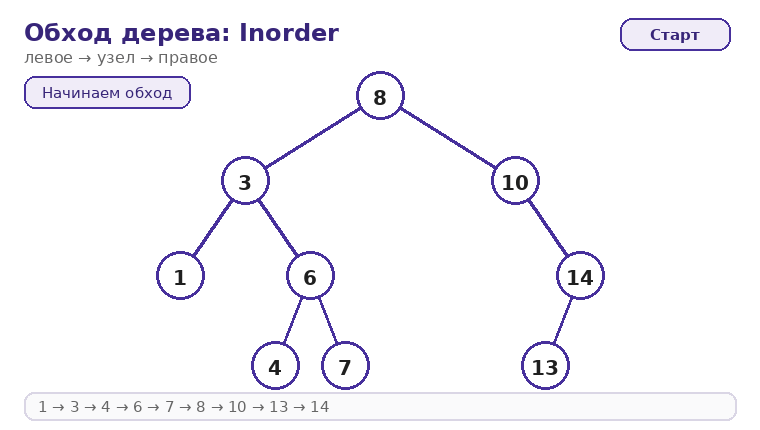 Обход дерева: Inorder
левое → узел → правое
Старт
Начинаем обход
8
3
10
1
6
14
4
7
13
1 → 3 → 4 → 6 → 7 → 8 → 10 → 13 → 14